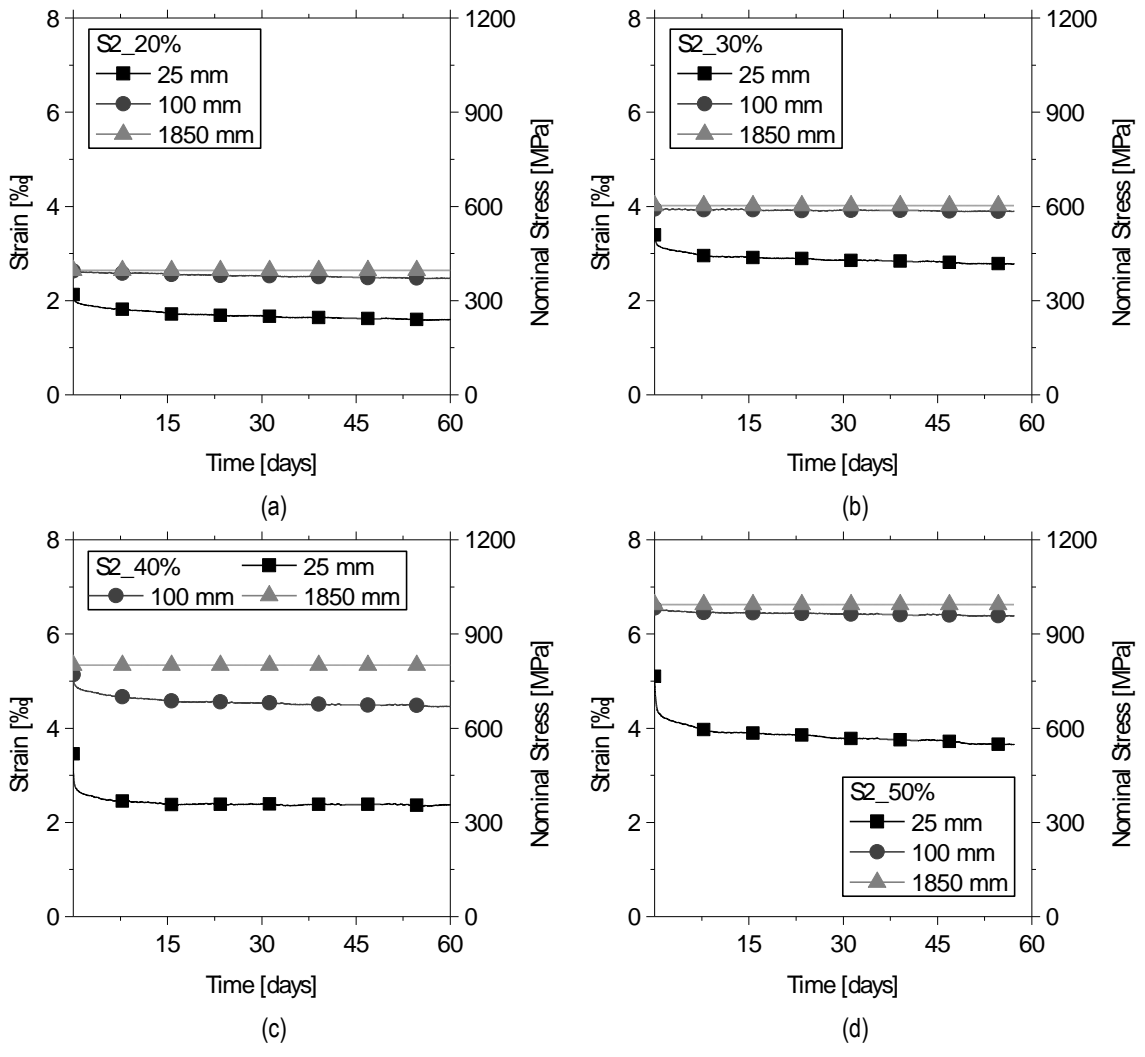 8
6
4
2
0
Strain [‰]
S2_20%
25 mm
100 mm
1850 mm
1200
900
600
300
0
Nominal Stress [MPa]
15 30 45 60
Time [days]
(a)
8
6
4
2
0
Strain [‰]
S2_30%
25 mm
100 mm
1850 mm
1200
900
600
300
0
Nominal Stress [MPa]
15 30 45 60
Time [days]
(b)
8
6
4
2
0
Strain [‰]
S2_40% 25 mm
100 mm 1850 mm
1200
900
600
300
0
Nominal Stress [MPa]
15 30 45 60
Time [days]
(c)
8
6
4
2
0
Strain [‰]
S2_50%
25 mm
100 mm
1850 mm
1200
900
600
300
0
Nominal Stress [MPa]
15 30 45 60
Time [days]
(d)